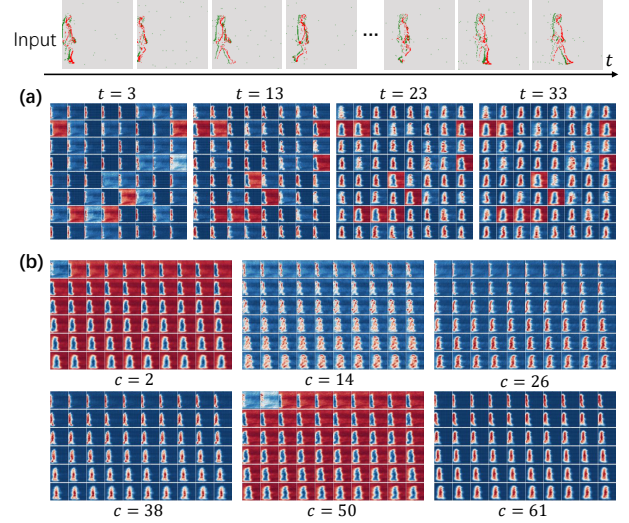 Input
...
t
(a)
t = 3 t = 13 t = 23 t = 33
(b)
c = 2 c = 14 c = 26
c = 38 c = 50 c = 61